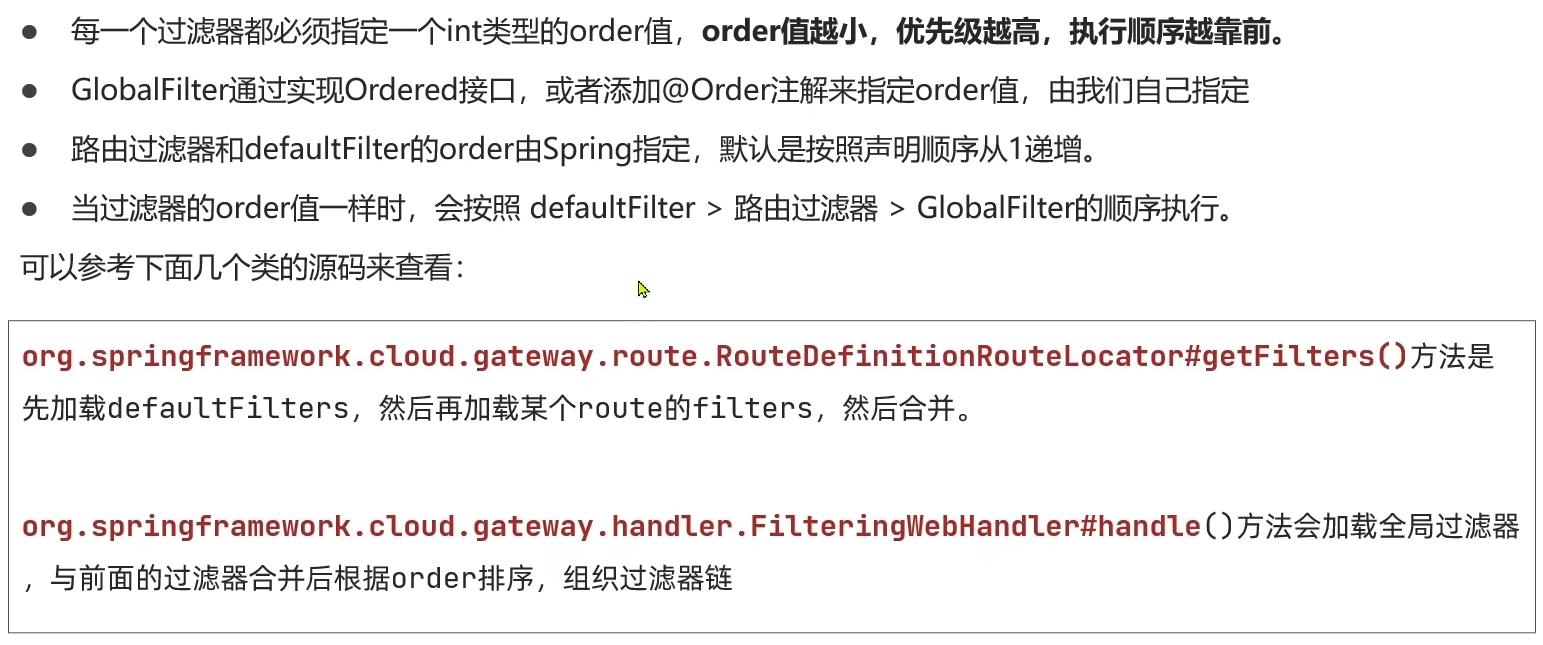 ● 每一个过滤器都必须指定一个int类型的order值，order值越小，优先级越高，执行顺序越靠前。
● GlobalFilter通过实现Ordered接口，或者添加@Order注解来指定order值，由我们自己指定
● 路由过滤器和defaultFilter的order由Spring指定，默认是按照声明顺序从1递增。
● 当过滤器的order值一样时，会按照 defaultFilter > 路由过滤器 > GlobalFilter的顺序执行。
可以参考下面几个类的源码来查看：
org.springframework.cloud.gateway.route.RouteDefinitionRouteLocator#getFilters()方法是
先加载defaultFilters，然后再加载某个route的filters，然后合并。
org.springframework.cloud.gateway.handler.FilteringWebHandler#handle()方法会加载全局过滤器
，与前面的过滤器合并后根据order排序，组织过滤器链